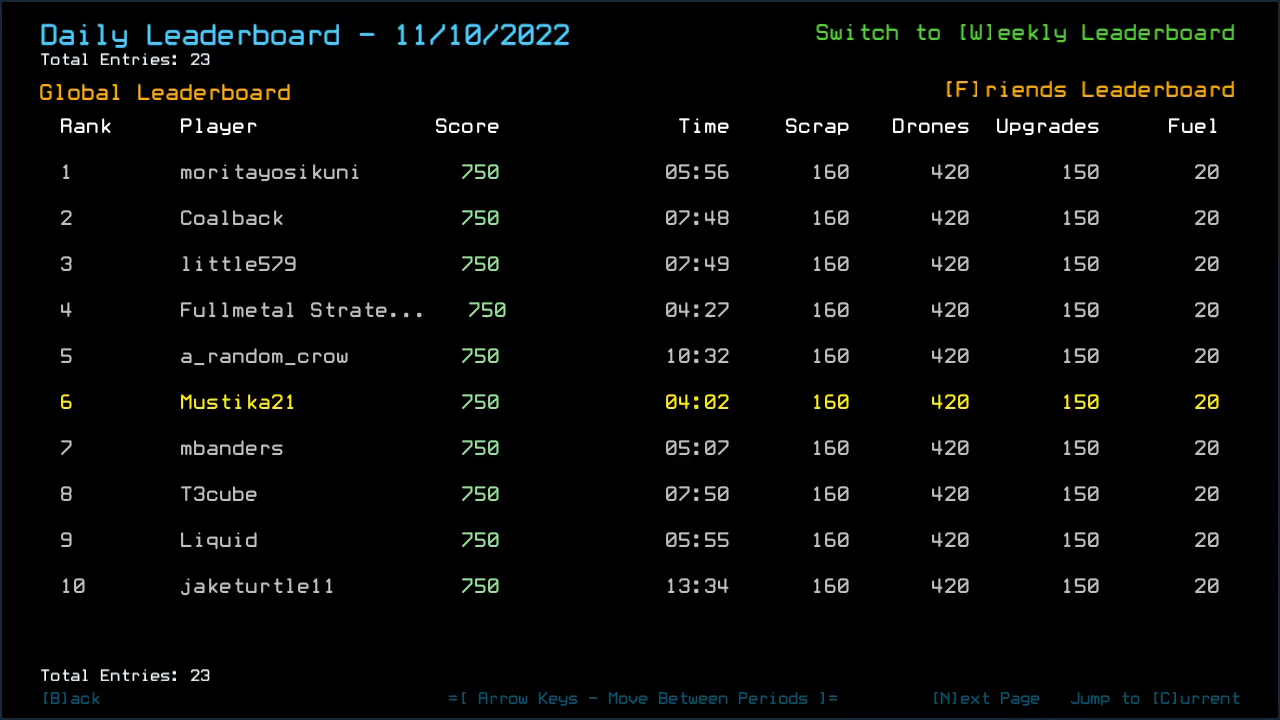 Daily Leaderboard - 11/10/2022 Switch to [W]eekly Leaderboard
Total Entries: 23
Global Leaderboard [F]riends Leaderboard
Rank Player Score Time Scrap Drones Upgrades Fuel
1 moritayosikuni 750 05:56 160 420 150 20
2 Coalback 750 07:48 160 420 150 20
3 little579 750 07:49 160 420 150 20
4 Fullmetal Strate... 750 04:27 160 420 150 20
5 a_random_crow 750 10:32 160 420 150 20
6 Mustika21 750 04:02 160 420 150 20
7 mbanders 750 05:07 160 420 150 20
8 T3cube 750 07:50 160 420 150 20
9 Liquid 750 05:55 160 420 150 20
10 jaketurtle11 750 13:34 160 420 150 20
Total Entries: 23
[B]ack =[ Arrow Keys - Move Between Periods ]= [N]ext Page Jump to [C]urrent